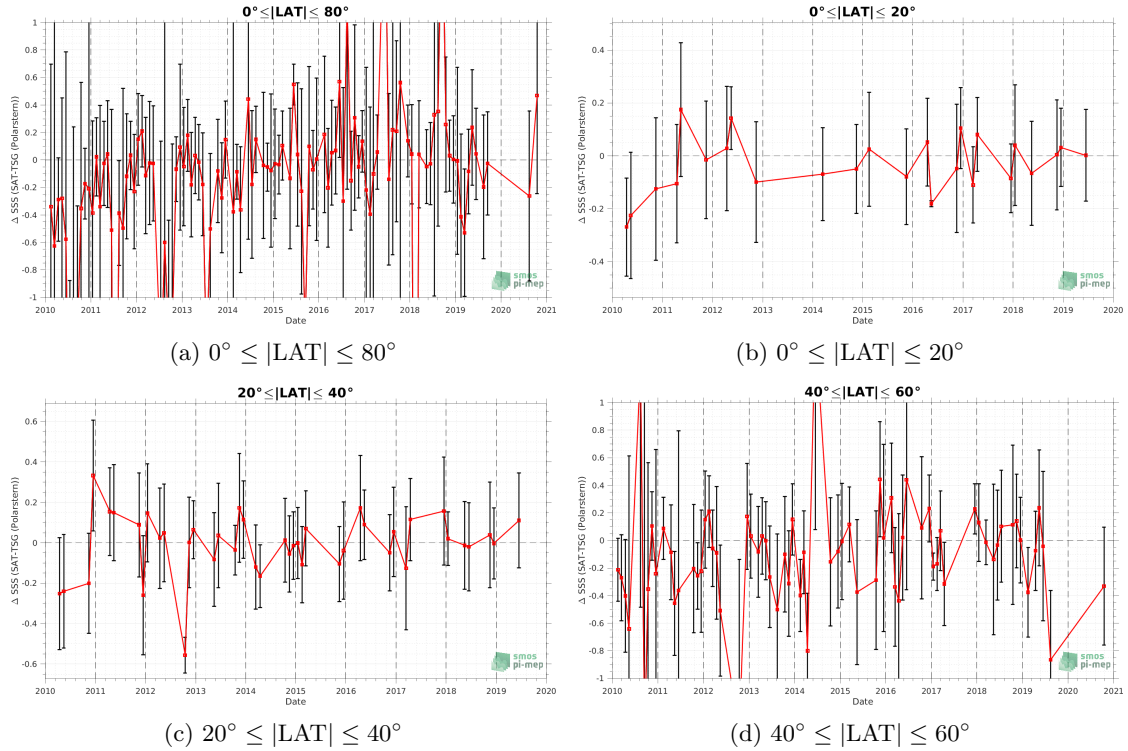 0°≤|LAT|≤ 80°
Δ SSS (SAT-TSG (Polarstern))
1
0.8
0.6
0.4
0.2
0
-0.2
-0.4
-0.6
-0.8
-1
2010 2011 2012 2013 2014 2015 2016 2017 2018 2019 2020 2021
Date
smos
pi-mep
(a) 0° ≤ |LAT| ≤ 80°
0°≤|LAT|≤ 20°
Δ SSS (SAT-TSG (Polarstern))
0.4
0.2
0
-0.2
-0.4
2010 2011 2012 2013 2014 2015 2016 2017 2018 2019 2020
Date
smos
pi-mep
(b) 0° ≤ |LAT| ≤ 20°
20°≤|LAT|≤ 40°
Δ SSS (SAT-TSG (Polarstern))
0.6
0.4
0.2
0
-0.2
-0.4
-0.6
2010 2011 2012 2013 2014 2015 2016 2017 2018 2019 2020
Date
smos
pi-mep
(c) 20° ≤ |LAT| ≤ 40°
40°≤|LAT|≤ 60°
Δ SSS (SAT-TSG (Polarstern))
1
0.8
0.6
0.4
0.2
0
-0.2
-0.4
-0.6
-0.8
-1
2010 2011 2012 2013 2014 2015 2016 2017 2018 2019 2020 2021
Date
smos
pi-mep
(d) 40° ≤ |LAT| ≤ 60°